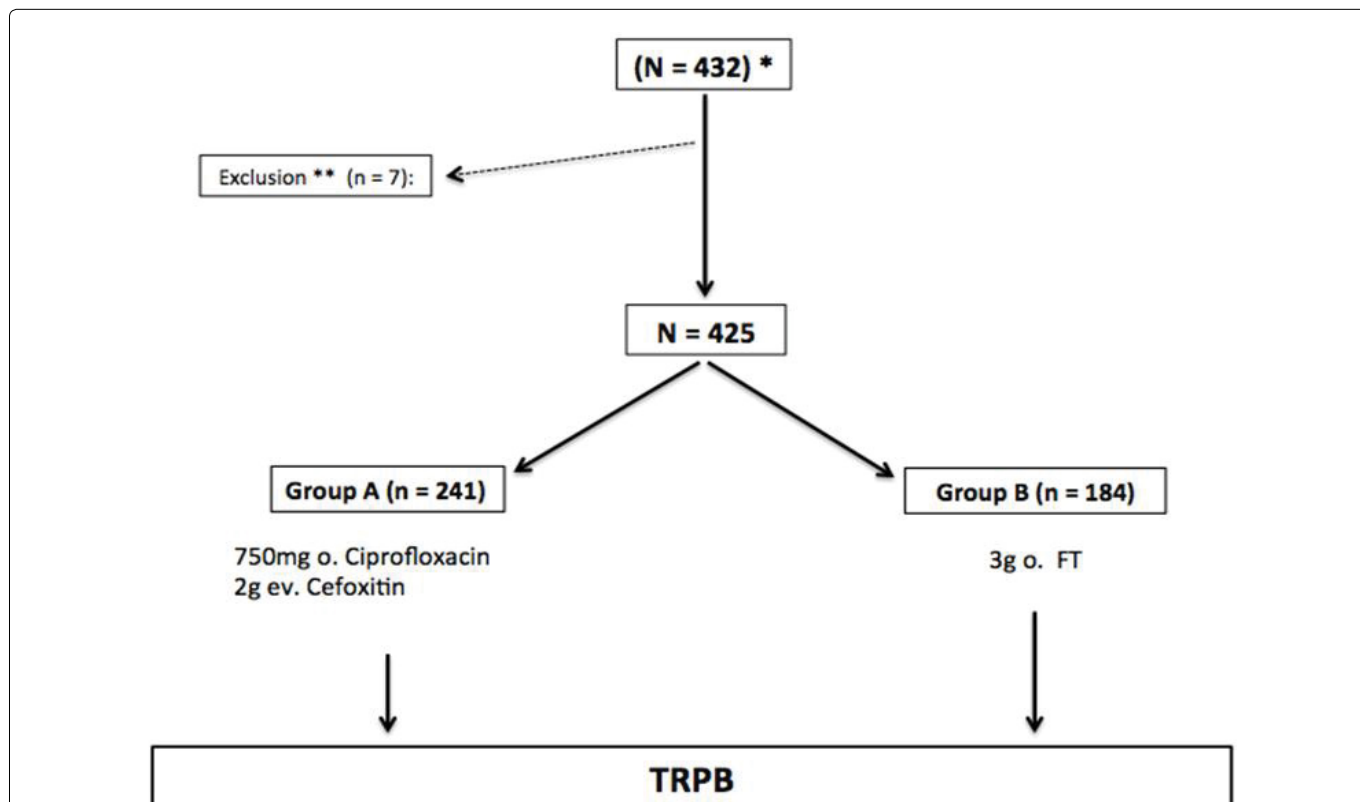 (N = 432) *
Exclusion ** (n = 7):
N = 425
Group A (n = 241)
Group B (n = 184)
750mg o. Ciprofloxacin
2g ev. Cefoxitin
3g o. FT
TRPB